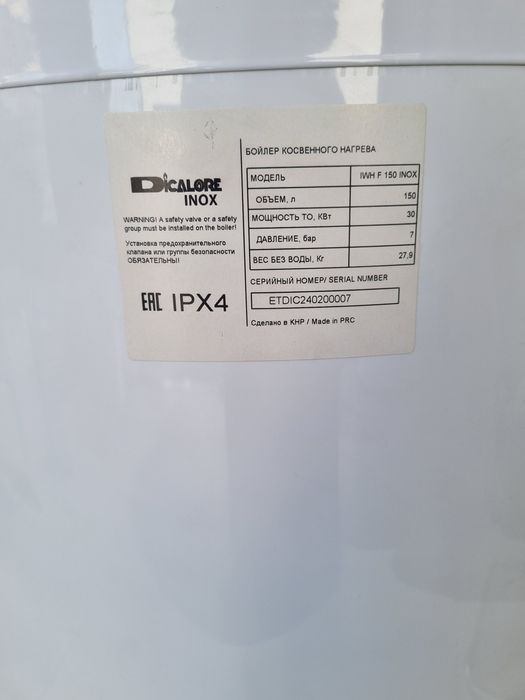 DICALORE
INOX
WARNING! A safety valve or a safety
group must be installed on the boiler!
Установка предохранительного
клапана или группы безопасности
ОБЯЗАТЕЛЬНЫ!
EAC IPX4
БОЙЛЕР КОСВЕННОГО НАГРЕВА
МОДЕЛЬ IWH F 150 INOX
ОБЪЕМ, л 150
МОЩНОСТЬ ТО, КВт 30
ДАВЛЕНИЕ, бар 7
ВЕС БЕЗ ВОДЫ, Кг 27,9
СЕРИЙНЫЙ НОМЕР/ SERIAL NUMBER
ETDIC240200007
Сделано в КНР / Made in PRC